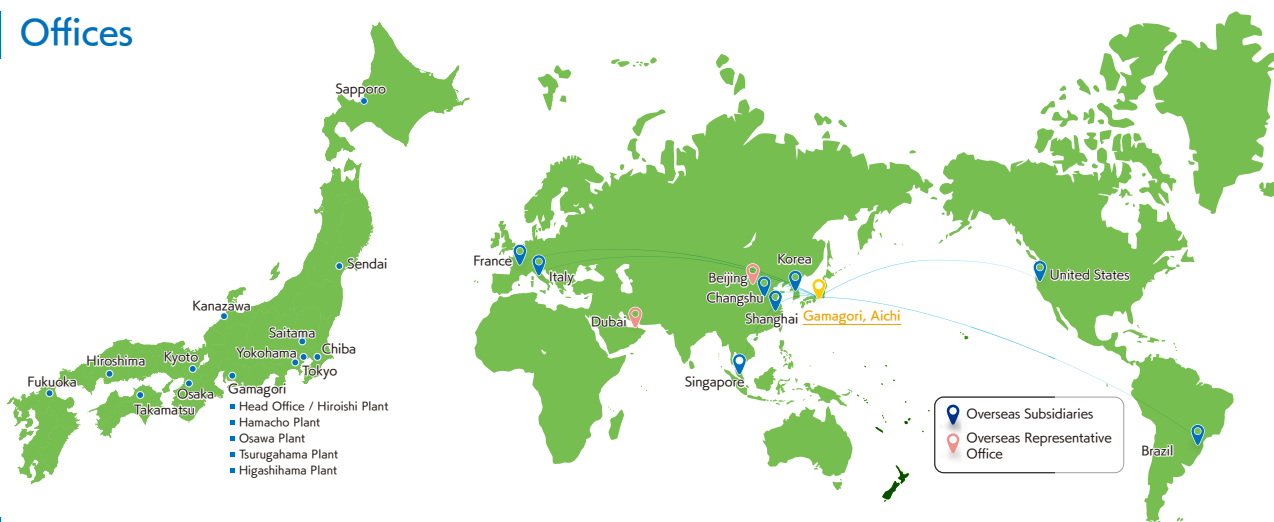 Offices
Sapporo
Sendai
Kanazawa
Saitama
Yokohama
Chiba
Tokyo
Hiroshima
Kyoto
Fukuoka
Osaka
Takamatsu
Gamagori
Head Office / Hiroishi Plant
Hamacho Plant
Osawa Plant
Tsurugahama Plant
Higashihama Plant
France
Italy
Dubai
Beijing
Korea
Changshu
Shanghai
Gamagori, Aichi
Singapore
United States
Brazil
Overseas Subsidiaries
Overseas Representative
Office